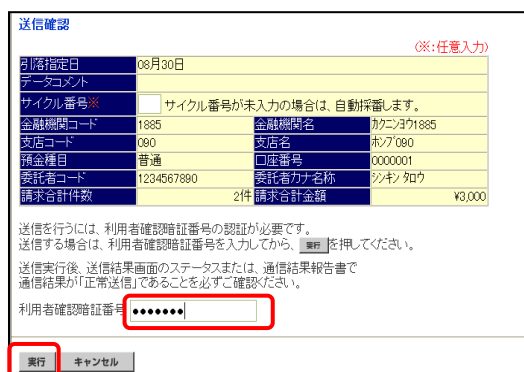 送信確認
(※:任意入力)
引落指定日 08月30日
データコメント
サイクル番号※ サイクル番号が未入力の場合は、自動採番します。
金融機関コード 1885 金融機関名 カクニンヨウ1885
支店コード 090 支店名 ホンブ090
預金種目 普通 口座番号 0000001
委託者コード 1234567890 委託者カナ名称 シンキン タロウ
請求合計件数 2件 請求合計金額 ¥3,000
送信を行うには、利用者確認暗証番号の認証が必要です。
送信する場合は、利用者確認暗証番号を入力してから、 実行 を押してください。
送信実行後、送信結果画面のステータスまたは、通信結果報告書で
通信結果が「正常送信」であることを必ずご確認ください。
利用者確認暗証番号 ●●●●●●●
実行 キャンセル